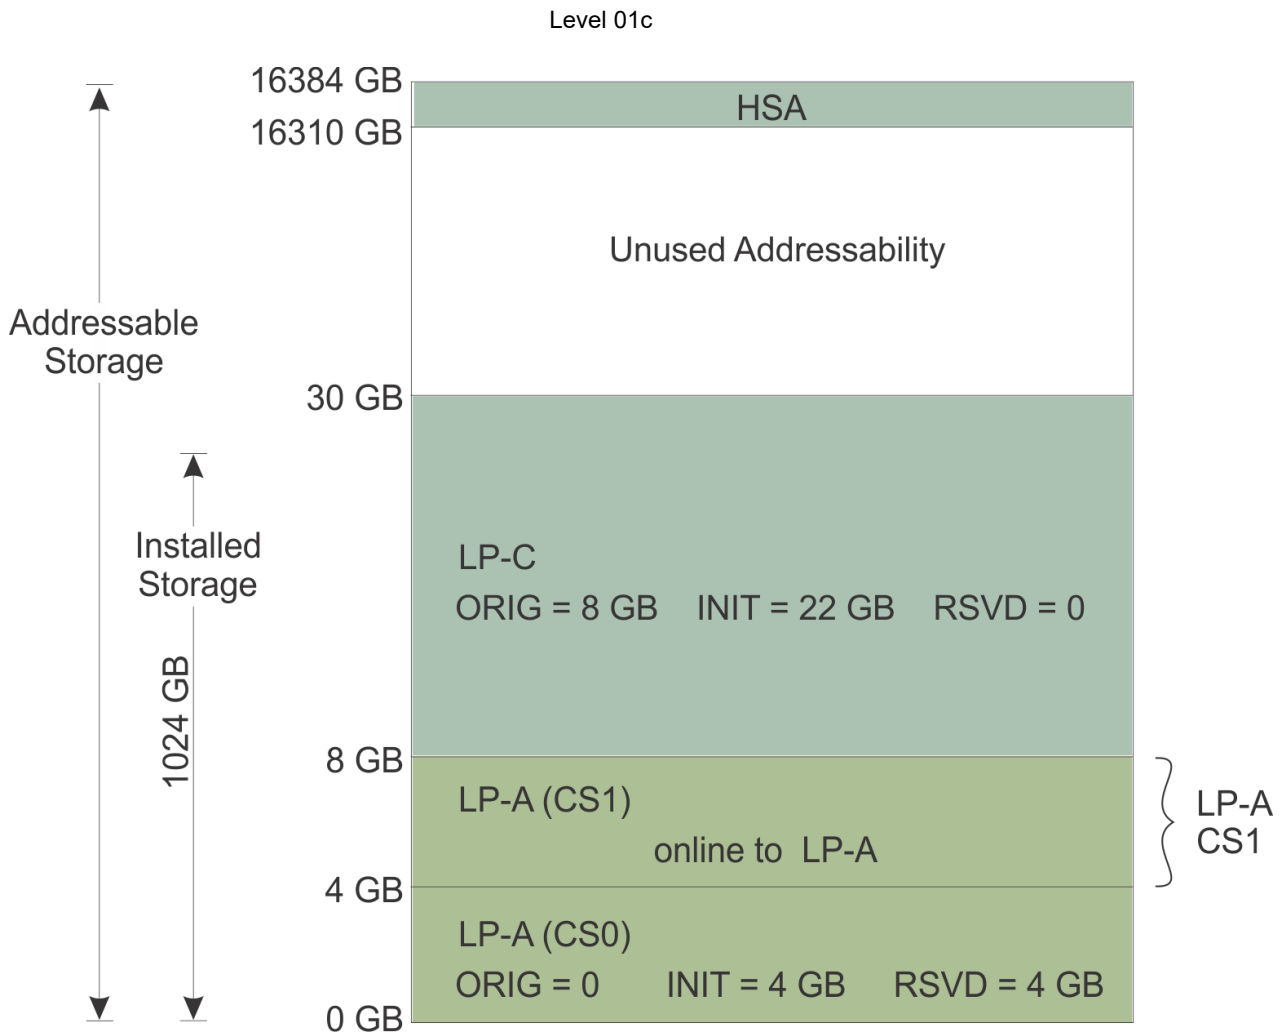 Level 01c
16384 GB
HSA
16310 GB
Unused Addressability
Addressable
Storage
30 GB
Installed
Storage
1024 GB
LP-C
ORIG = 8 GB INIT = 22 GB RSVD = 0
8 GB
LP-A (CS1)
online to LP-A
LP-A
CS1
4 GB
LP-A (CS0)
ORIG = 0 INIT = 4 GB RSVD = 4 GB
0 GB